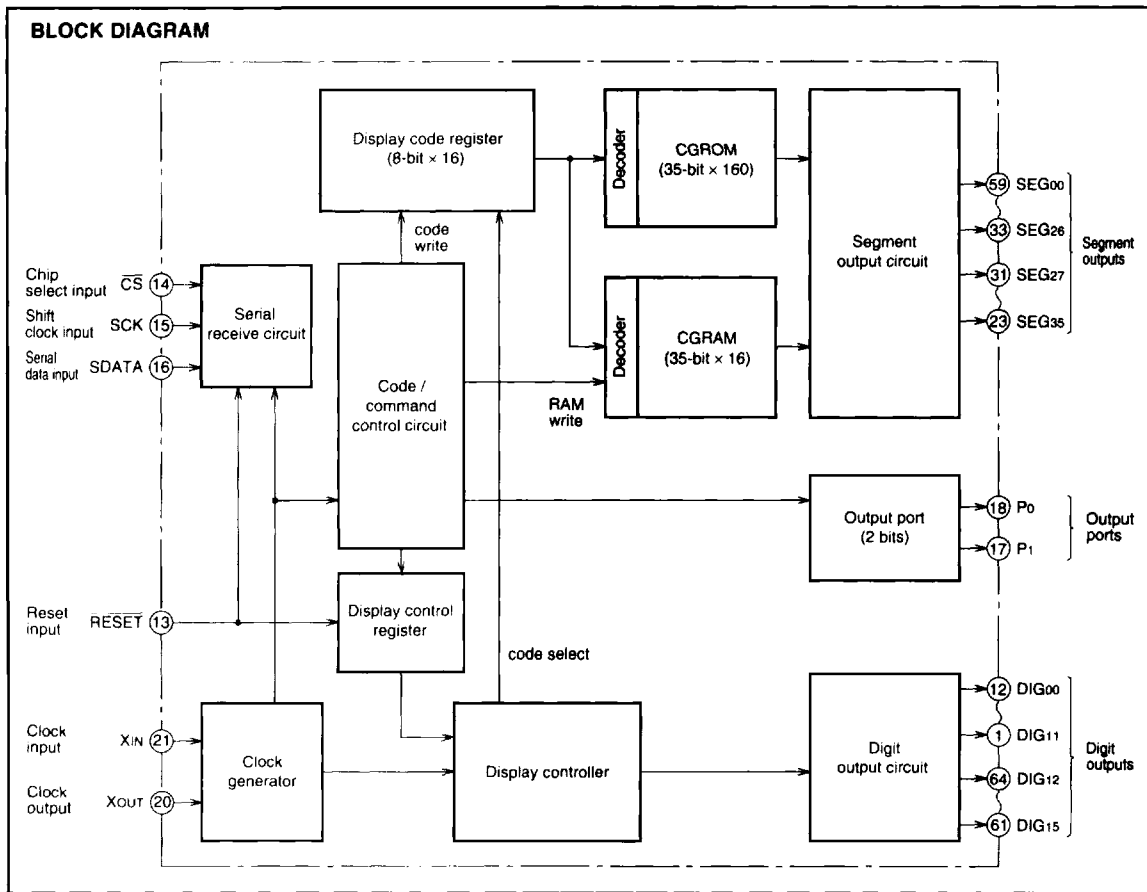 BLOCK DIAGRAM
Display code register
(8-bit × 16)
Decoder
CGROM
(35-bit × 160)
Segment
output circuit
59 SEG00
33 SEG26
31 SEG27
23 SEG35
Segment
outputs
code
write
Chip
select input
CS 14
Shift
clock input
SCK 15
Serial
data input
SDATA 16
Serial
receive circuit
Code /
command
control circuit
Decoder
CGRAM
(35-bit × 16)
RAM
write
Output port
(2 bits)
18 P0
17 P1
Output
ports
Reset
input
RESET 13
Display control
register
code select
Clock
input
XIN 21
Clock
output
XOUT 20
Clock
generator
Display controller
Digit
output circuit
12 DIG00
1 DIG11
64 DIG12
61 DIG15
Digit
outputs